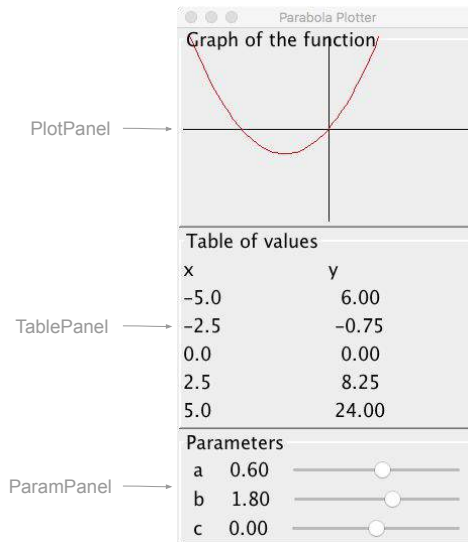 Parabola Plotter
Graph of the function
PlotPanel
Table of values
x y
−5.0 6.00
TablePanel −2.5 −0.75
0.0 0.00
2.5 8.25
5.0 24.00
Parameters
a 0.60
ParamPanel b 1.80
c 0.00